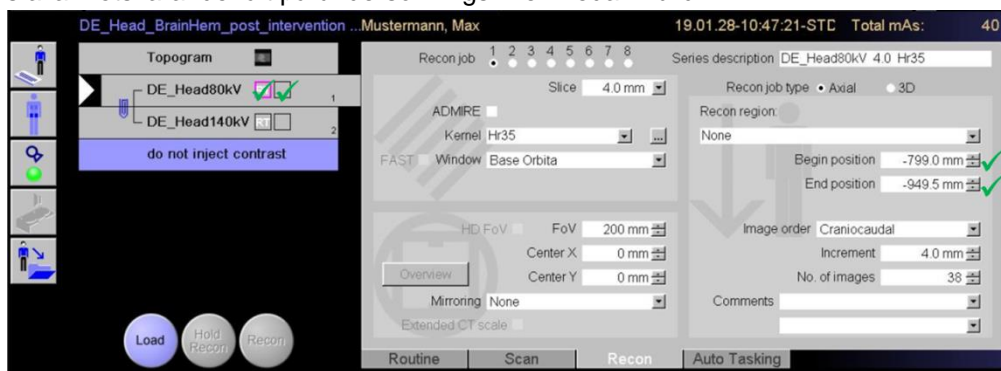 DE_Head_BrainHem_post_intervention ...Mustermann, Max 19.01.28-10:47:21-STD Total mAs: 40
Topogram
DE_Head80kV 1
DE_Head140kV RT 2
do not inject contrast
Load
Hold Recon
Recon
Recon job 1 2 3 4 5 6 7 8
Series description DE_Head80kV 4.0 Hr35
Slice 4.0 mm
ADMIRE
Kernel Hr35 ...
FAST Window Base Orbita
Recon job type Axial 3D
Recon region:
None
Begin position -799.0 mm
End position -949.5 mm
HD FoV FoV 200 mm
Center X 0 mm
Overview Center Y 0 mm
Mirroring None
Extended CT scale
Image order Craniocaudal
Increment 4.0 mm
No. of images 38
Comments
Routine Scan Recon Auto Tasking